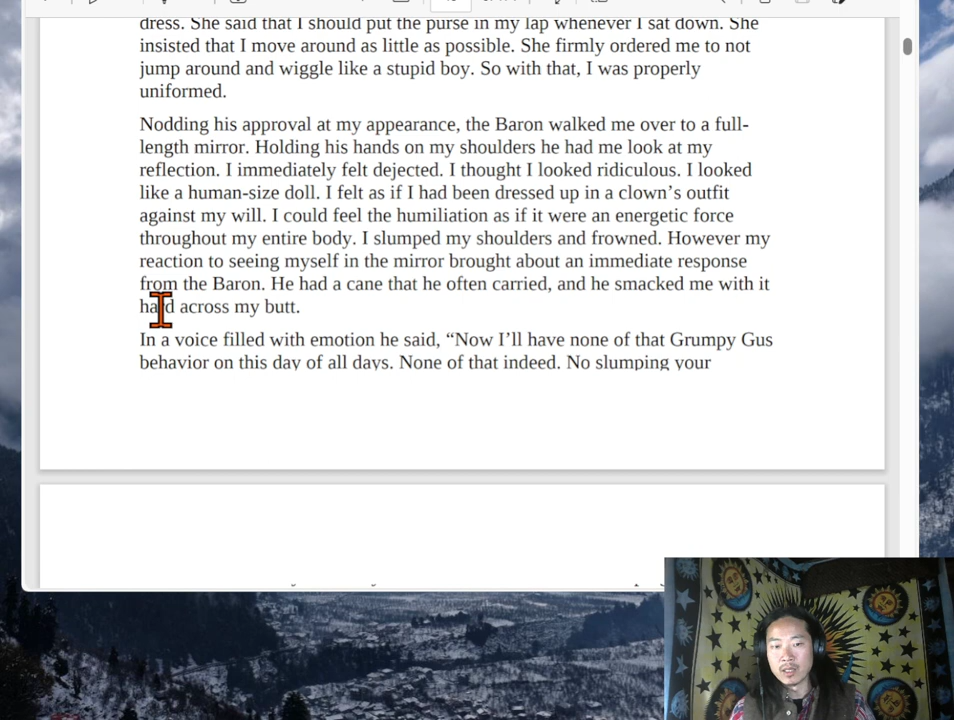 dress. She said that I should put the purse in my lap whenever I sat down. She
insisted that I move around as little as possible. She firmly ordered me to not
jump around and wiggle like a stupid boy. So with that, I was properly
uniformed.
Nodding his approval at my appearance, the Baron walked me over to a full-
length mirror. Holding his hands on my shoulders he had me look at my
reflection. I immediately felt dejected. I thought I looked ridiculous. I looked
like a human-size doll. I felt as if I had been dressed up in a clown’s outfit
against my will. I could feel the humiliation as if it were an energetic force
throughout my entire body. I slumped my shoulders and frowned. However my
reaction to seeing myself in the mirror brought about an immediate response
from the Baron. He had a cane that he often carried, and he smacked me with it
hard across my butt.
In a voice filled with emotion he said, “Now I’ll have none of that Grumpy Gus
behavior on this day of all days. None of that indeed. No slumping your